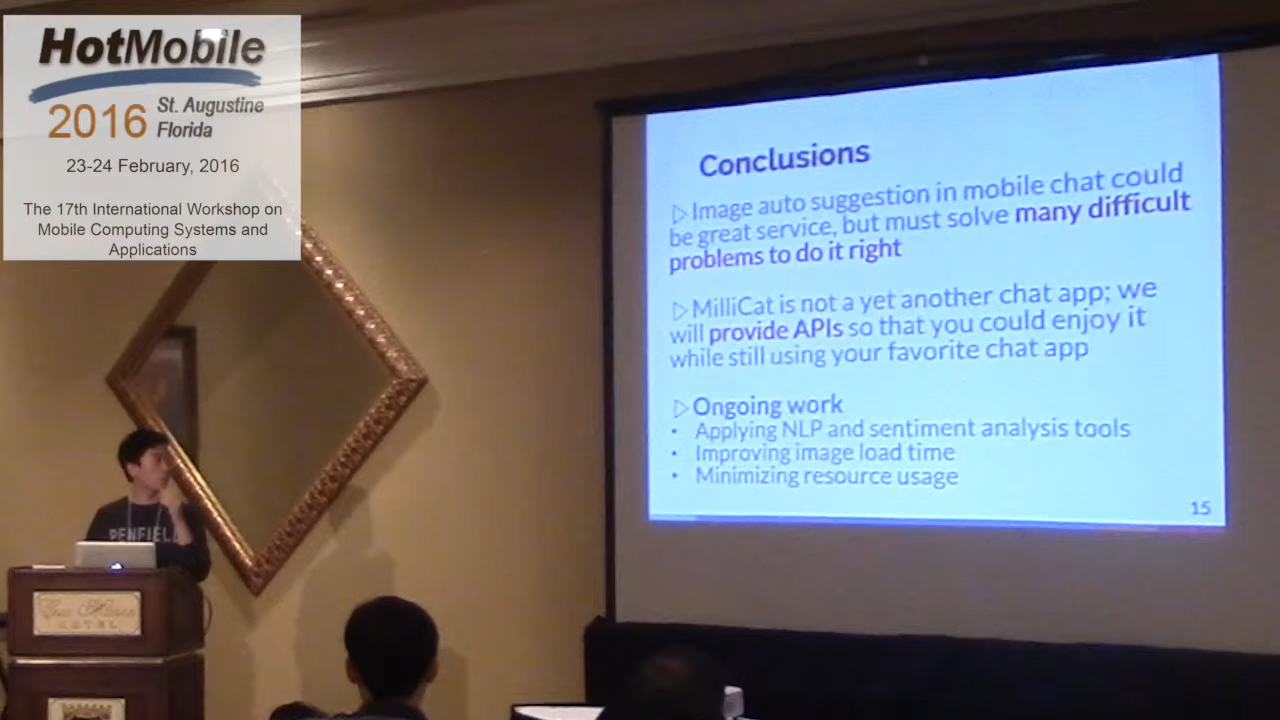 HotMobile
2016 St. Augustine
Florida
23-24 February, 2016
The 17th International Workshop on
Mobile Computing Systems and
Applications
Conclusions
▷Image auto suggestion in mobile chat could
be great service, but must solve many difficult
problems to do it right
▷MilliCat is not a yet another chat app; we
will provide APIs so that you could enjoy it
while still using your favorite chat app
▷Ongoing work
• Applying NLP and sentiment analysis tools
• Improving image load time
• Minimizing resource usage
15
HOTEL